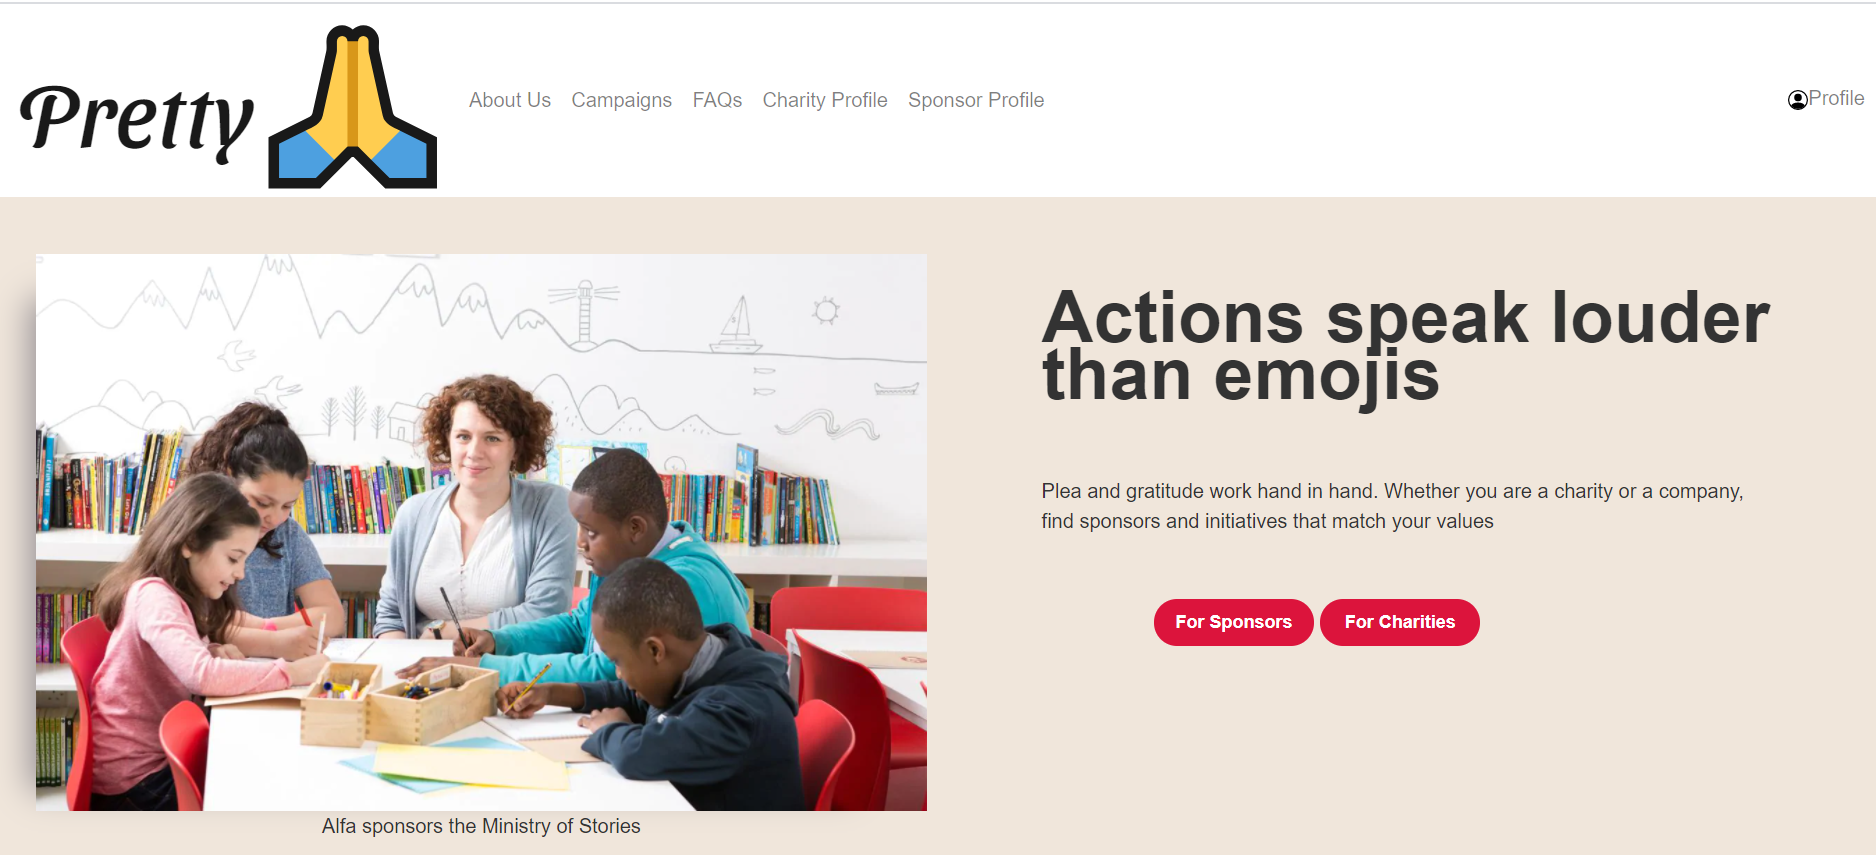 Pretty
About Us Campaigns FAQs Charity Profile Sponsor Profile
Profile
Actions speak louder
than emojis
Plea and gratitude work hand in hand. Whether you are a charity or a company,
find sponsors and initiatives that match your values
For Sponsors For Charities
Alfa sponsors the Ministry of Stories